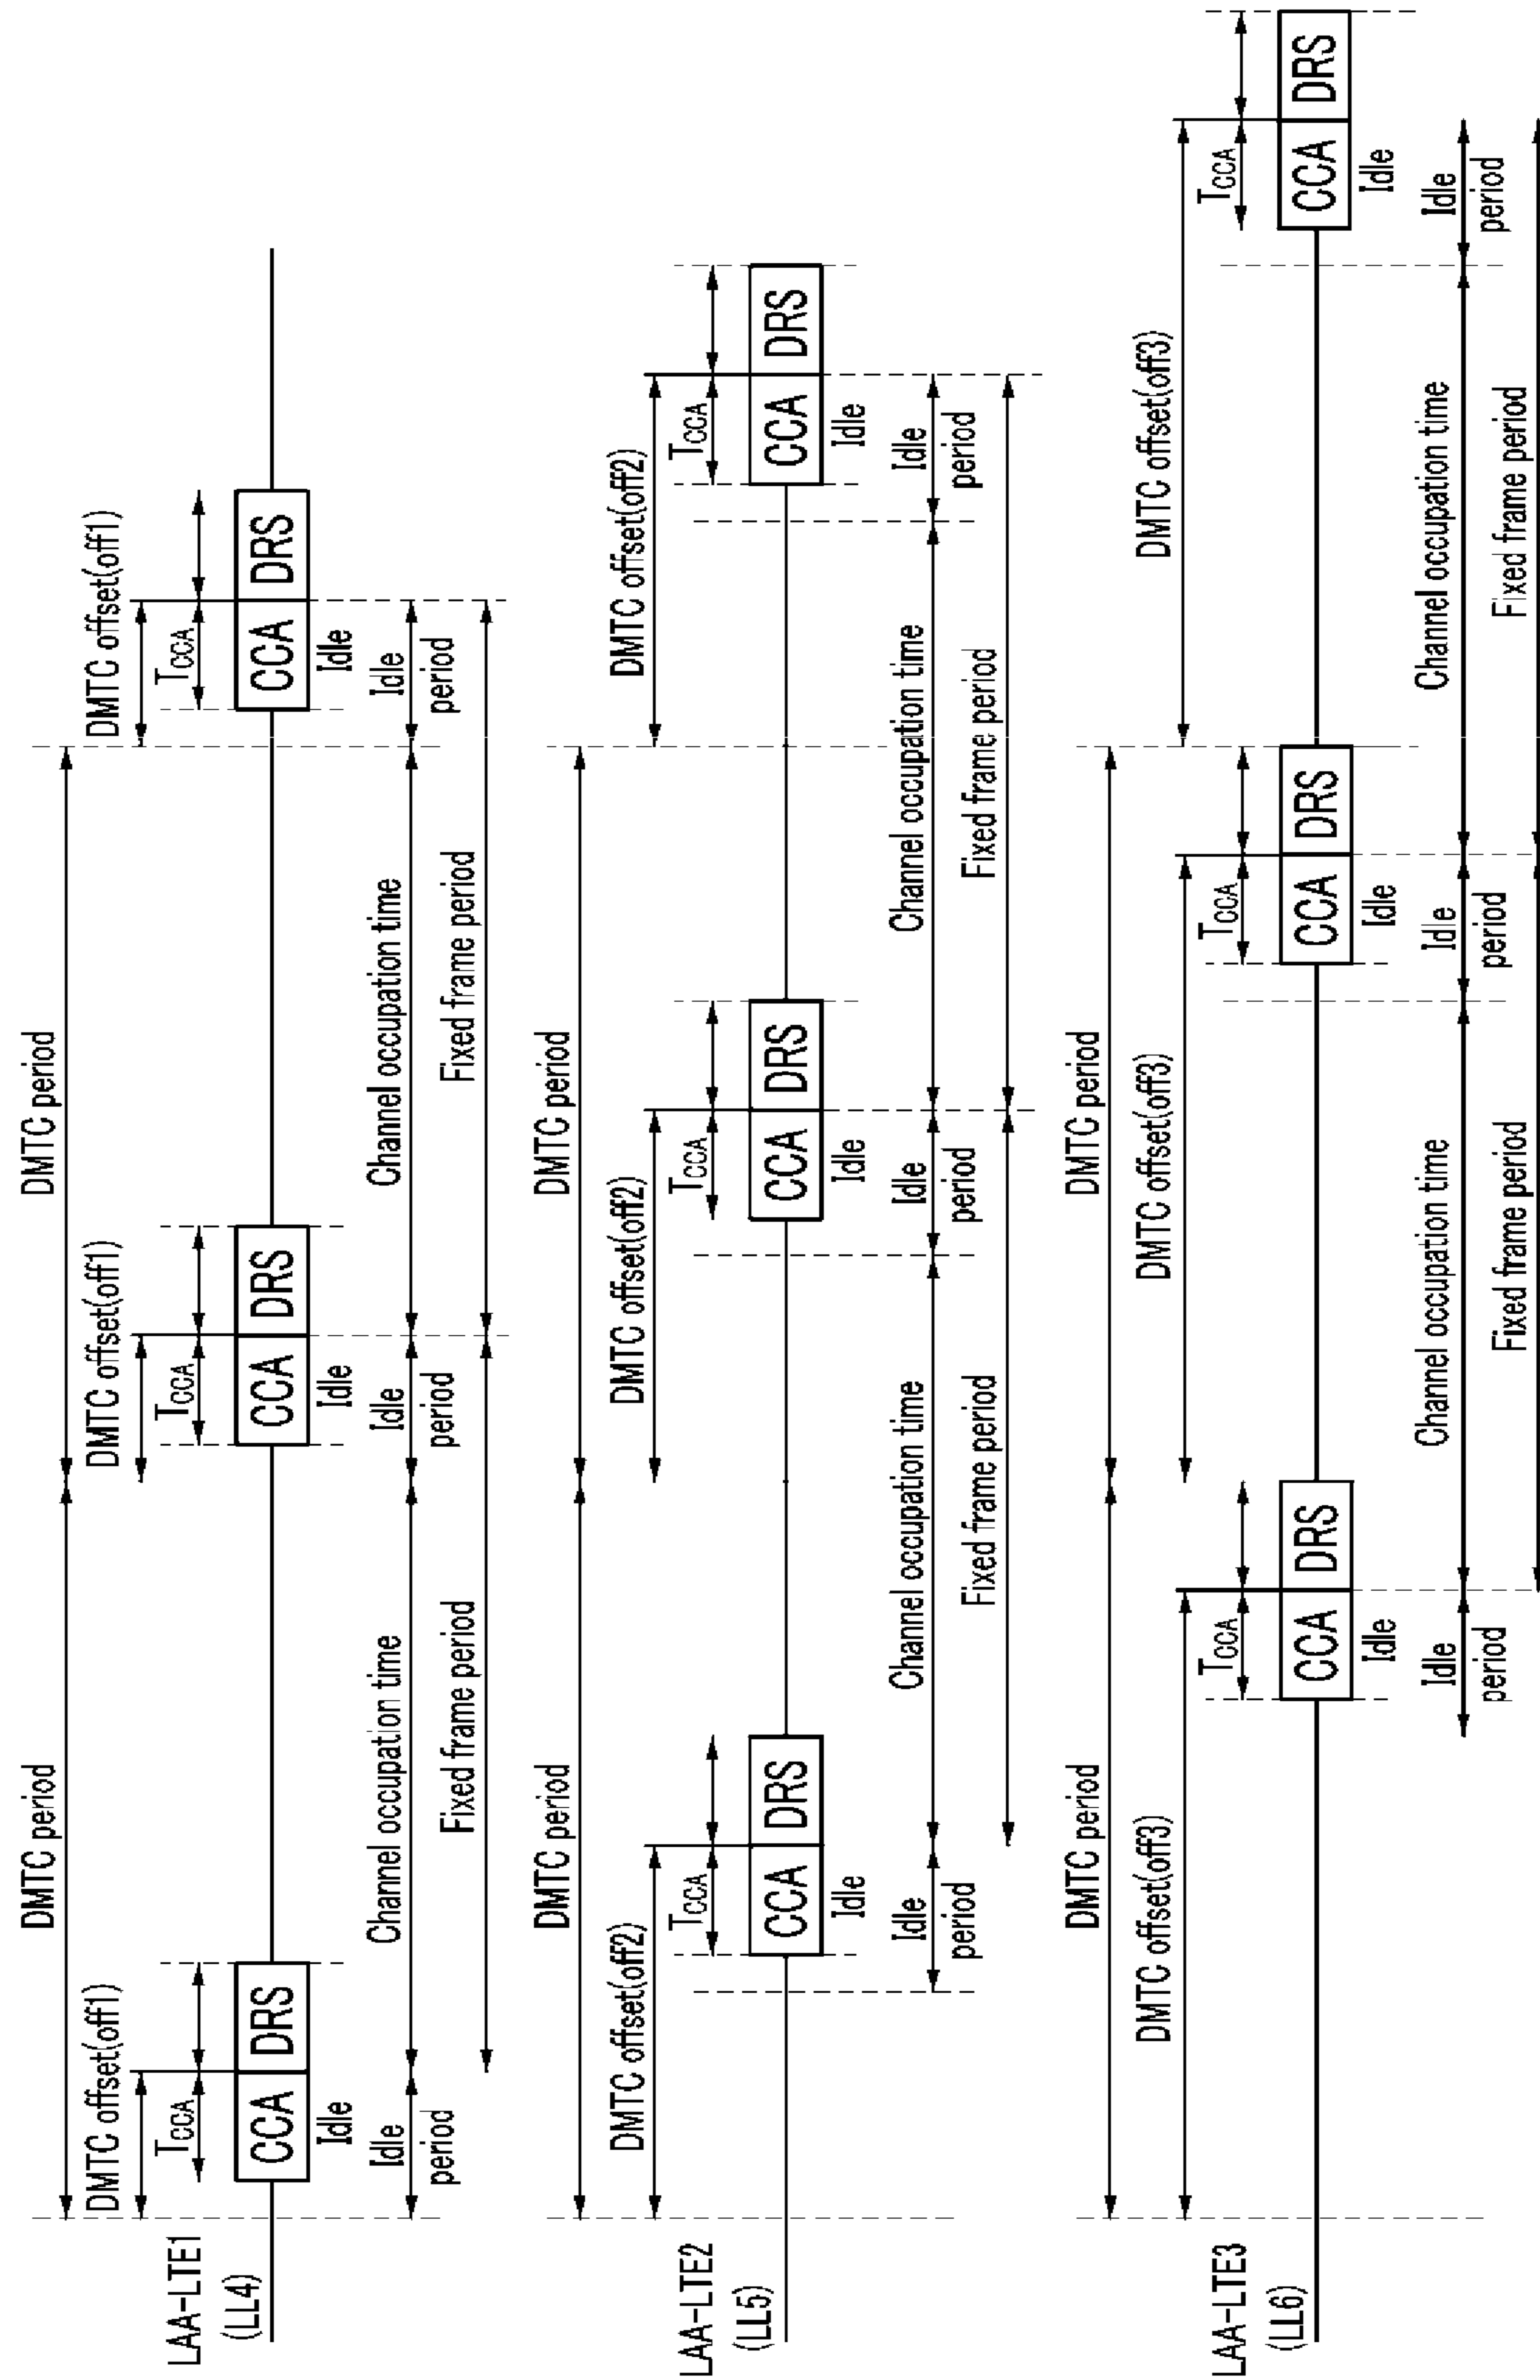 DMTC period
DMTC period
DMTC offset(off1)
DMTC offset(off1)
DMTC offset(off1)
TCCA
TCCA
TCCA
LAA-LTE1
(LL4)
CCA
DRS
CCA
DRS
CCA
DRS
Idle
Idle
Idle
Idle
period
Channel occupation time
Idle
period
Channel occupation time
Idle
period
Fixed frame period
Fixed frame period
DMTC period
DMTC period
DMTC offset(off2)
DMTC offset(off2)
DMTC offset(off2)
TCCA
TCCA
TCCA
LAA-LTE2
(LL5)
CCA
DRS
CCA
DRS
CCA
DRS
Idle
Idle
Idle
Idle
period
Channel occupation time
Idle
period
Channel occupation time
Idle
period
Fixed frame period
Fixed frame period
DMTC period
DMTC period
DMTC offset(off3)
DMTC offset(off3)
DMTC offset(off3)
TCCA
TCCA
TCCA
LAA-LTE3
(LL6)
CCA
DRS
CCA
DRS
CCA
DRS
Idle
Idle
Idle
Idle
period
Channel occupation time
Idle
period
Channel occupation time
Idle
period
Fixed frame period
Fixed frame period